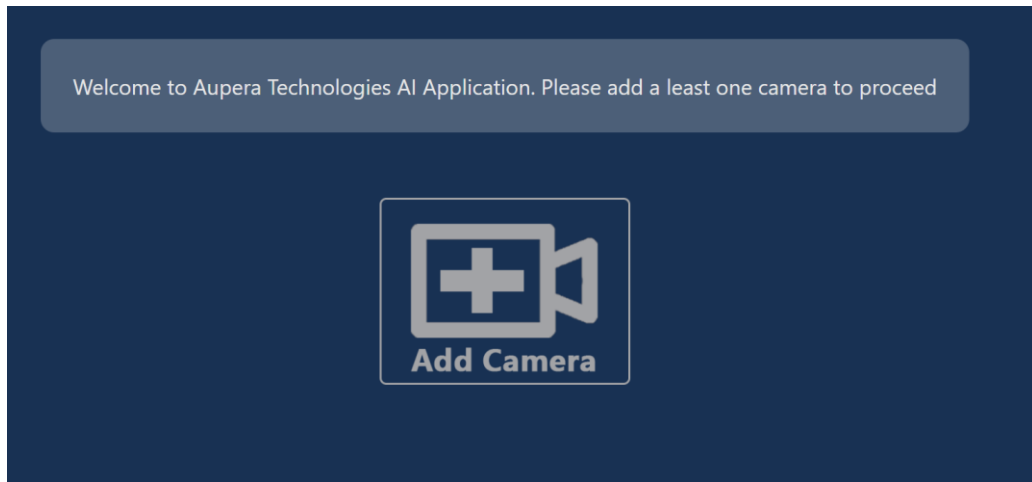 Welcome to Aupera Technologies AI Application. Please add a least one camera to proceed
Add Camera